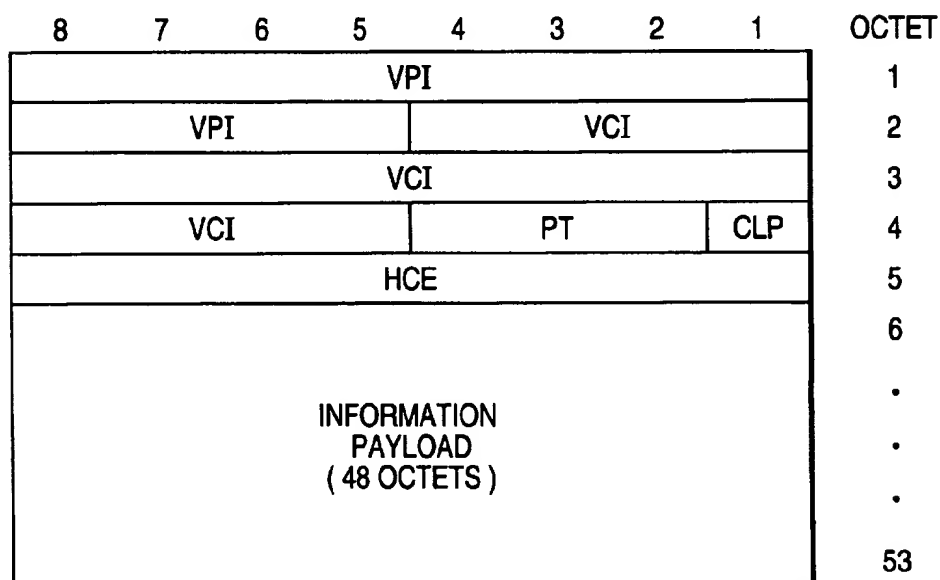 8 7 6 5 4 3 2 1 OCTET
VPI 1
VPI VCI 2
VCI 3
VCI PT CLP 4
HCE 5
6
INFORMATION
PAYLOAD
( 48 OCTETS )
53